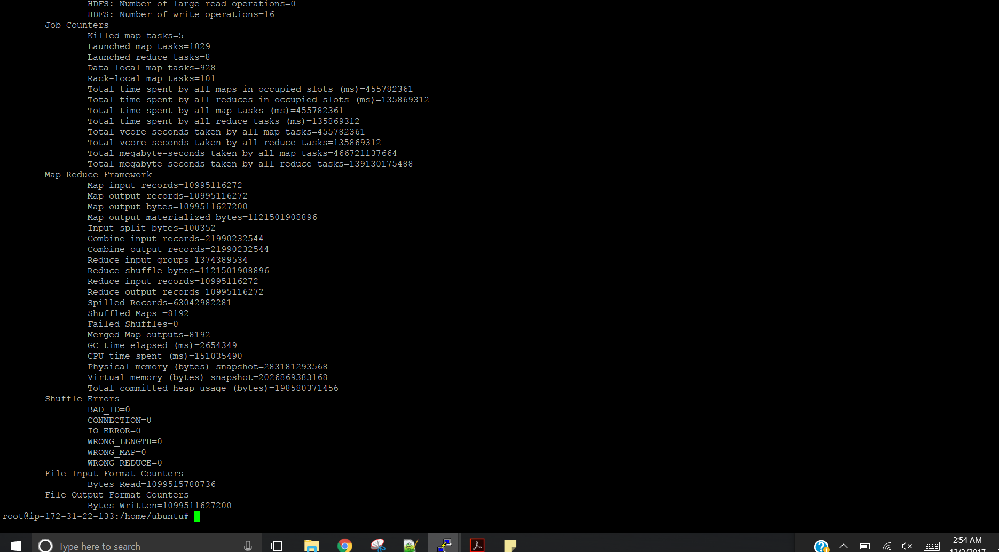 HDFS: Number of large read operations=0
HDFS: Number of write operations=16
Job Counters
Killed map tasks=5
Launched map tasks=1029
Launched reduce tasks=8
Data-local map tasks=928
Rack-local map tasks=101
Total time spent by all maps in occupied slots (ms)=455782361
Total time spent by all reduces in occupied slots (ms)=135869312
Total time spent by all map tasks (ms)=455782361
Total time spent by all reduce tasks (ms)=135869312
Total vcore-seconds taken by all map tasks=455782361
Total vcore-seconds taken by all reduce tasks=135869312
Total megabyte-seconds taken by all map tasks=466721137664
Total megabyte-seconds taken by all reduce tasks=139130175488
Map-Reduce Framework
Map input records=10995116272
Map output records=10995116272
Map output bytes=1099511627200
Map output materialized bytes=1121501908896
Input split bytes=100352
Combine input records=21990232544
Combine output records=21990232544
Reduce input groups=1374389534
Reduce shuffle bytes=1121501908896
Reduce input records=10995116272
Reduce output records=10995116272
Spilled Records=63042982281
Shuffled Maps =8192
Failed Shuffles=0
Merged Map outputs=8192
GC time elapsed (ms)=2654349
CPU time spent (ms)=151035490
Physical memory (bytes) snapshot=283181293568
Virtual memory (bytes) snapshot=2026869383168
Total committed heap usage (bytes)=198580371456
Shuffle Errors
BAD_ID=0
CONNECTION=0
IO_ERROR=0
WRONG_LENGTH=0
WRONG_MAP=0
WRONG_REDUCE=0
File Input Format Counters
Bytes Read=1099515788736
File Output Format Counters
Bytes Written=1099511627200
root@ip-172-31-22-133:/home/ubuntu#
Type here to search
2:54 AM